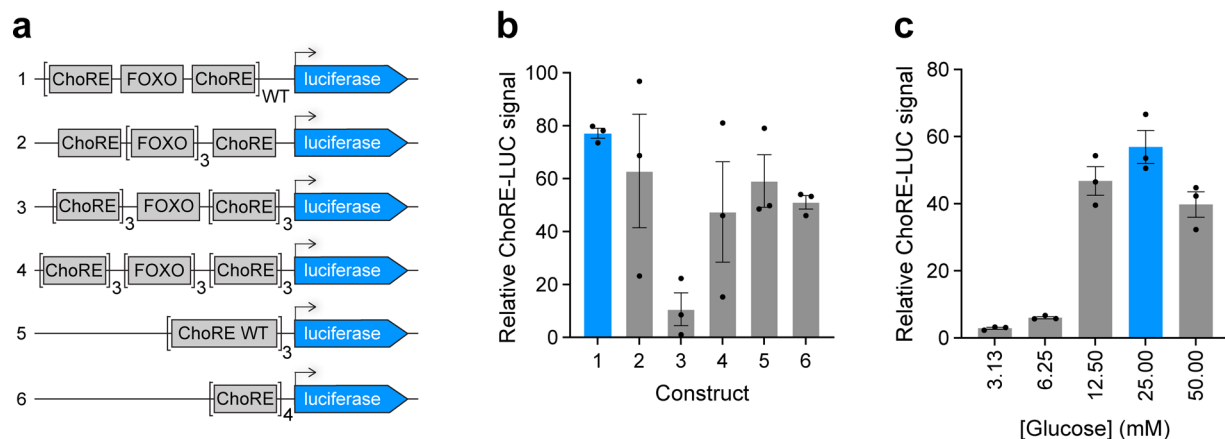 a
1 [ChoRE FOXO ChoRE]WT luciferase
2 ChoRE [FOXO]3 ChoRE luciferase
3 [ChoRE]3 FOXO [ChoRE]3 luciferase
4 [ChoRE]3 [FOXO]3 [ChoRE]3 luciferase
5 [ChoRE WT]3 luciferase
6 [ChoRE]4 luciferase
b
Relative ChoRE-LUC signal
100
80
60
40
20
0
1 2 3 4 5 6
Construct
c
Relative ChoRE-LUC signal
80
60
40
20
0
3.13 6.25 12.50 25.00 50.00
[Glucose] (mM)